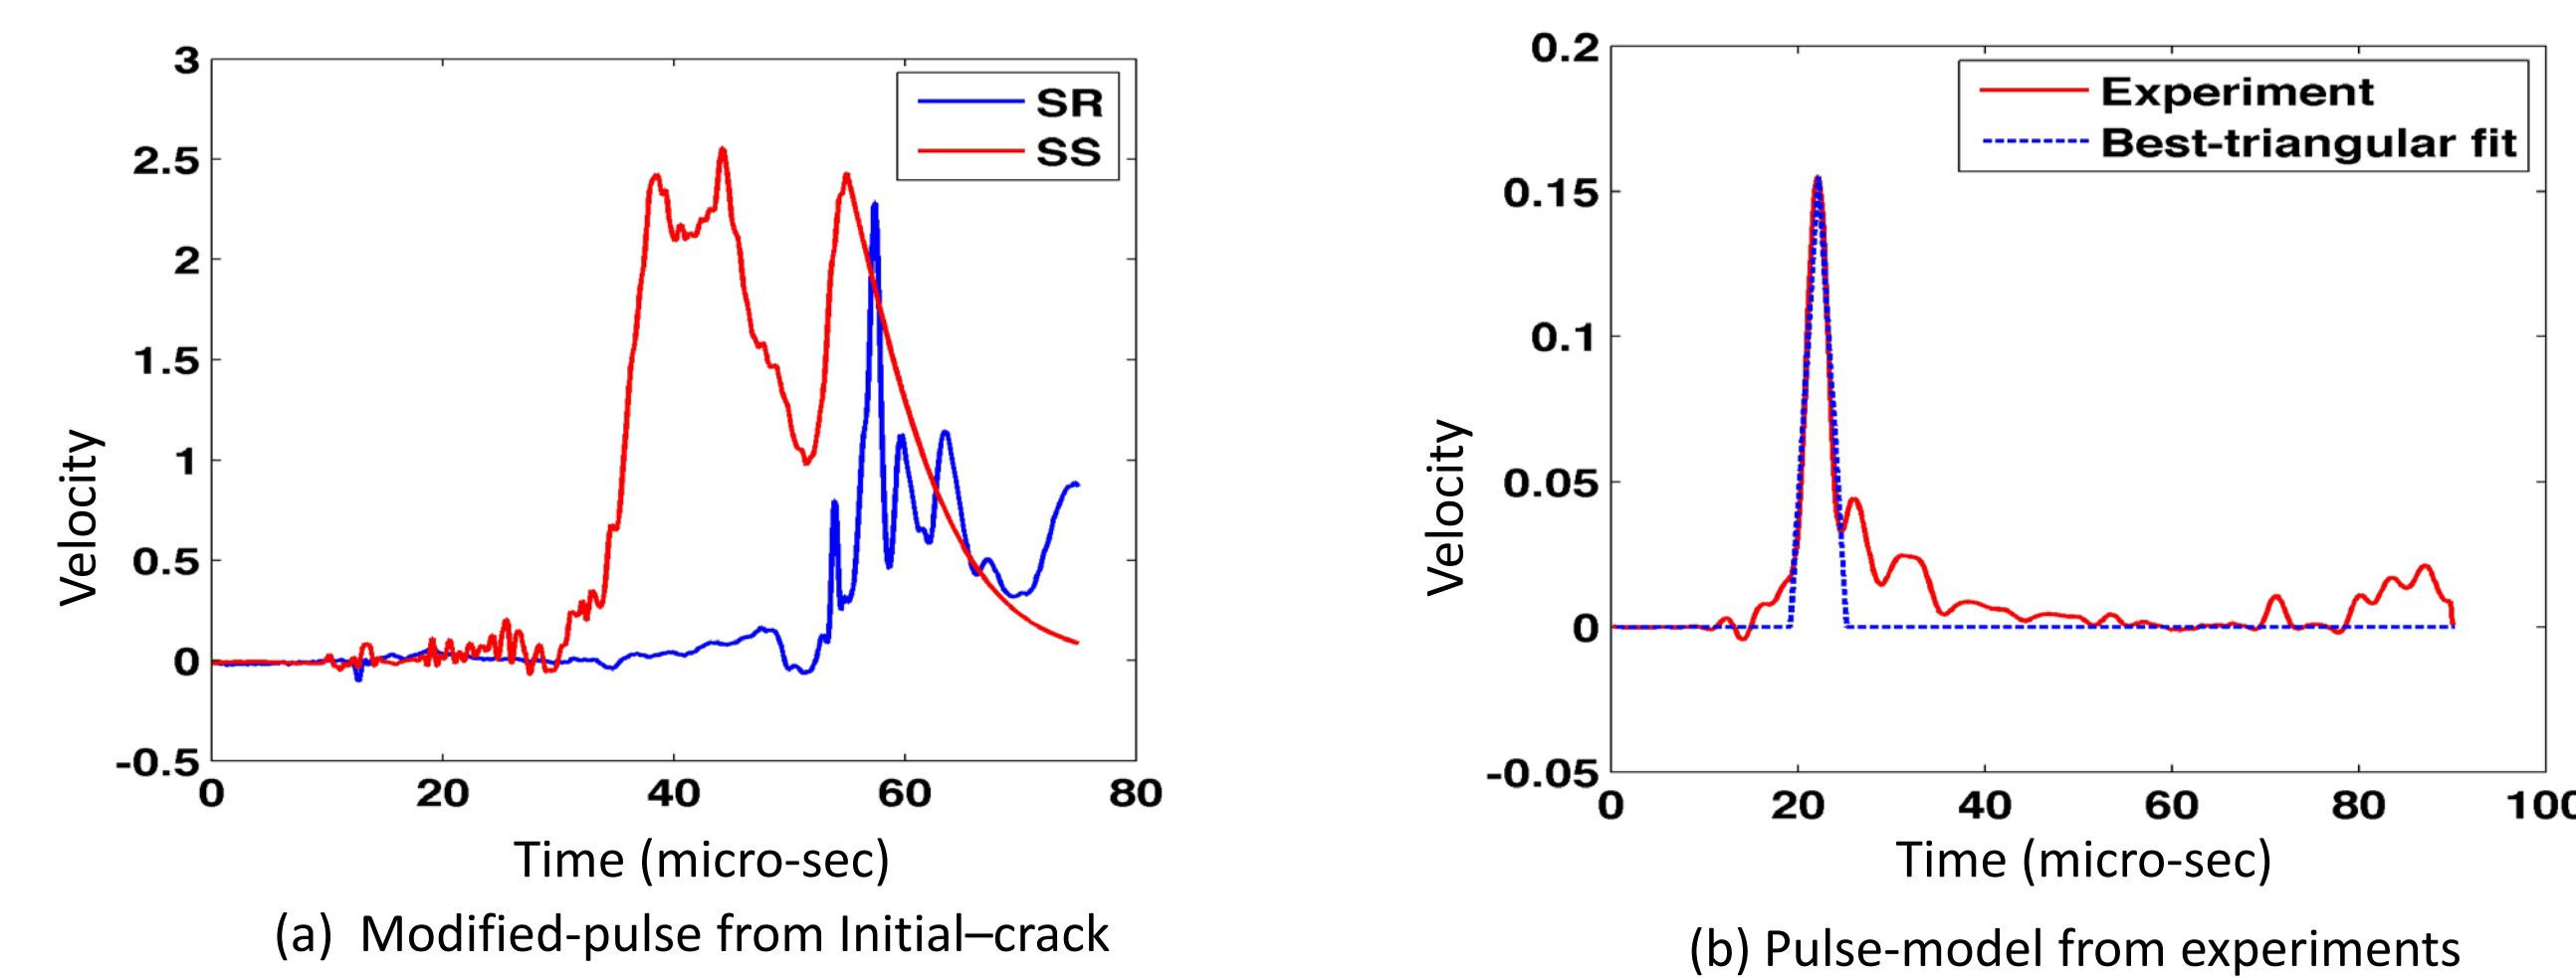 3
2.5
2
1.5
1
0.5
0
-0.5
0 20 40 60 80
SR
SS
Velocity
Time (micro-sec)
(a) Modified-pulse from Initial–crack
0.2
0.15
0.1
0.05
0
-0.05
0 20 40 60 80 100
Experiment
Best-triangular fit
Velocity
Time (micro-sec)
(b) Pulse-model from experiments